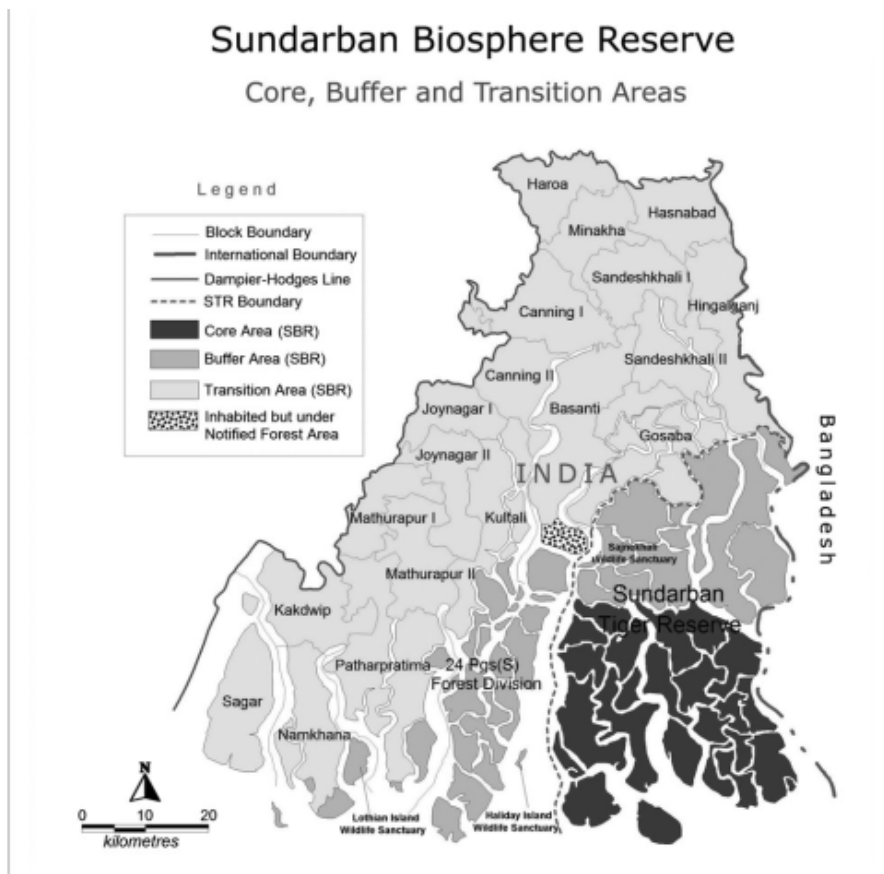 Sundarban Biosphere Reserve
Core, Buffer and Transition Areas
Legend
Block Boundary
International Boundary
Dampier-Hodges Line
STR Boundary
Core Area (SBR)
Buffer Area (SBR)
Transition Area (SBR)
Inhabited but under
Notified Forest Area
Haroa
Hasnabad
Minakha
Sandeshkhali I
Hingalganj
Canning I
Sandeshkhali II
Canning II
Joynagar I
Basanti
Gosaba
Joynagar II
INDIA
Bangladesh
Mathurapur I
Kultali
Sajnekhali
Wildlife Sanctuary
Mathurapur II
Sundarban
Tiger Reserve
Kakdwip
Patharpratima
24 Pgs(S)
Forest Division
Sagar
Namkhana
Lothian Island
Wildlife Sanctuary
Haliday Island
Wildlife Sanctuary
N
0 10 20
kilometres